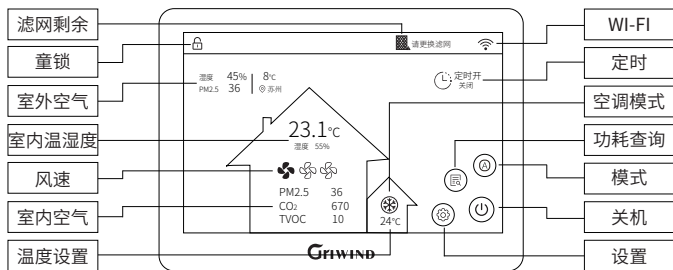 滤网剩余
童锁
室外空气
室内温湿度
风速
室内空气
温度设置
请更换滤网
湿度 45%
PM2.5 36
8℃
苏州
定时开
关闭
23.1℃
湿度 55%
PM2.5 36
CO2 670
TVOC 10
24℃
A
GRIWIND
WI-FI
定时
空调模式
功耗查询
模式
关机
设置